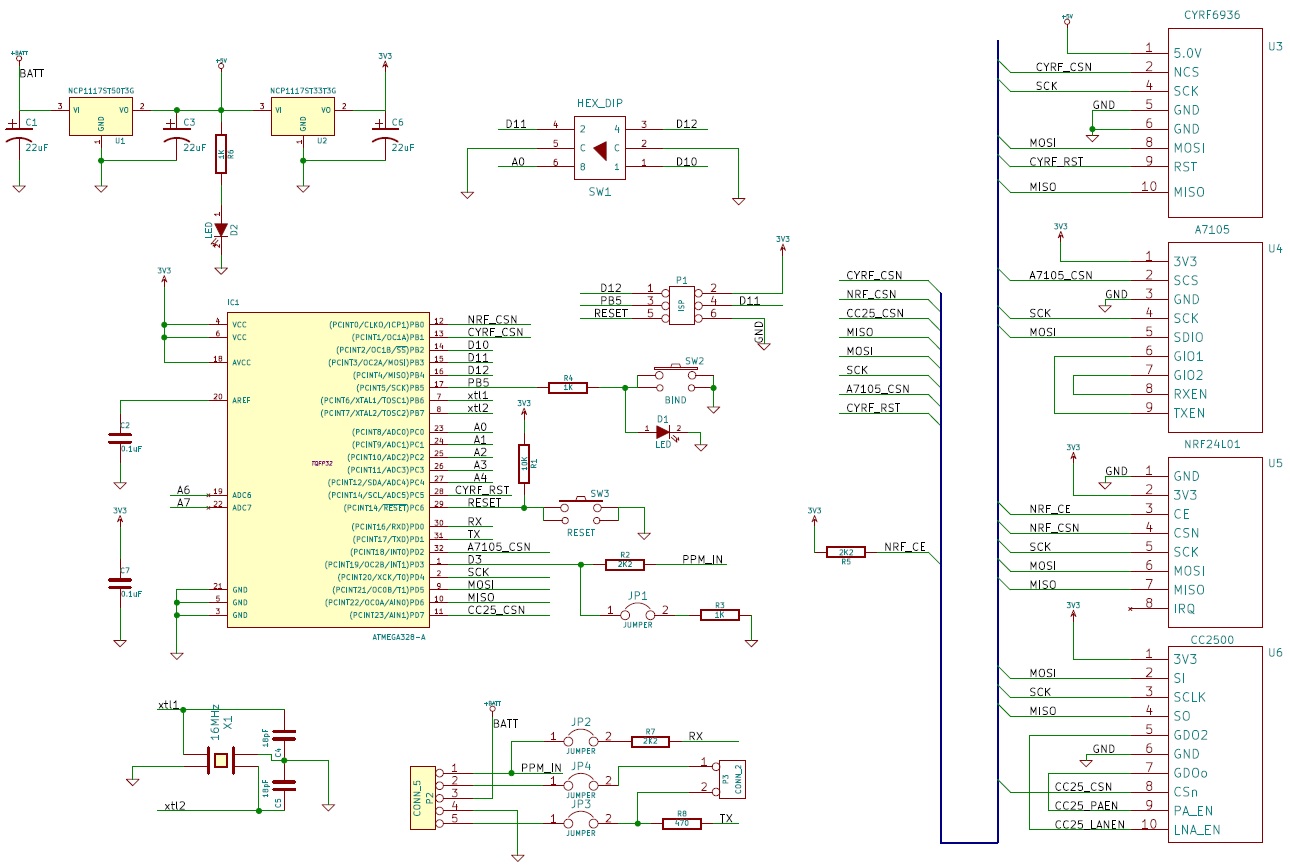 +BATT
BATT
NCP1117ST50T3G
3 VI VO 2
GND
1
U1
C1
22uF
C3
22uF
+5V
1K
R6
1
LED
D2
2
NCP1117ST33T3G
3 VI VO 2
GND
1
U2
3V3
C6
22uF
HEX_DIP
D11 4 2 4 3 D12
5 C C 2
A0 6 8 1 1 D10
SW1
3V3
P1
D12 1 2
PB5 3 ISP 4 D11
RESET 5 6
GND
3V3
IC1
4 VCC
6 VCC
18 AVCC
20 AREF
A6 19 ADC6
A7 22 ADC7
21 GND
5 GND
3 GND
TQFP32
(PCINT0/CLKO/ICP1)PB0 12 NRF_CSN
(PCINT1/OC1A)PB1 13 CYRF_CSN
(PCINT2/OC1B/SS)PB2 14 D10
(PCINT3/OC2A/MOSI)PB3 15 D11
(PCINT4/MISO)PB4 16 D12
(PCINT5/SCK)PB5 17 PB5
(PCINT6/XTAL1/TOSC1)PB6 7 xtl1
(PCINT7/XTAL2/TOSC2)PB7 8 xtl2
(PCINT8/ADC0)PC0 23 A0
(PCINT9/ADC1)PC1 24 A1
(PCINT10/ADC2)PC2 25 A2
(PCINT11/ADC3)PC3 26 A3
(PCINT12/SDA/ADC4)PC4 27 A4
(PCINT14/SCL/ADC5)PC5 28 CYRF_RST
(PCINT14/RESET)PC6 29 RESET
(PCINT16/RXD)PD0 30 RX
(PCINT17/TXD)PD1 31 TX
(PCINT18/INT0)PD2 32 A7105_CSN
(PCINT19/OC2B/INT1)PD3 1 D3
(PCINT20/XCK/T0)PD4 2 SCK
(PCINT21/OC0B/T1)PD5 9 MOSI
(PCINT22/OC0A/AIN0)PD6 10 MISO
(PCINT23/AIN1)PD7 11 CC25_CSN
ATMEGA328-A
C2
0.1uF
3V3
C7
0.1uF
R4
1K
SW2
BIND
D1
1 2
LED
3V3
10K
R1
SW3
RESET
R2
2K2
PPM_IN
JP1
1 2
JUMPER
R3
1K
xtl1
16MHz
X1
xtl2
18pF
C4
18pF
C5
+BATT
BATT
CONN_5
P2
1
2
3
4
5
PPM_IN
JP2
1 2
JUMPER
R7
2K2
RX
JP4
1 2
JUMPER
JP3
1 2
JUMPER
1
2
P3
CONN_2
R8
470
TX
CYRF_CSN
NRF_CSN
CC25_CSN
MISO
MOSI
SCK
A7105_CSN
CYRF_RST
3V3
2K2
R5
NRF_CE
CYRF6936
U3
+5V
1 5.0V
CYRF_CSN 2 NCS
SCK 4 SCK
GND 5 GND
6 GND
MOSI 8 MOSI
CYRF_RST 9 RST
MISO 10 MISO
A7105
U4
3V3
1 3V3
A7105_CSN 2 SCS
GND 3 GND
SCK 4 SCK
MOSI 5 SDIO
6 GIO1
7 GIO2
8 RXEN
9 TXEN
NRF24L01
U5
3V3
GND 1 GND
2 3V3
NRF_CE 3 CE
NRF_CSN 4 CSN
SCK 5 SCK
MOSI 6 MOSI
MISO 7 MISO
8 IRQ
3V3
CC2500
U6
1 3V3
MOSI 2 SI
SCK 3 SCLK
MISO 4 SO
5 GDO2
GND 6 GND
7 GDOo
CC25_CSN 8 CSn
CC25_PAEN 9 PA_EN
CC25_LANEN 10 LNA_EN